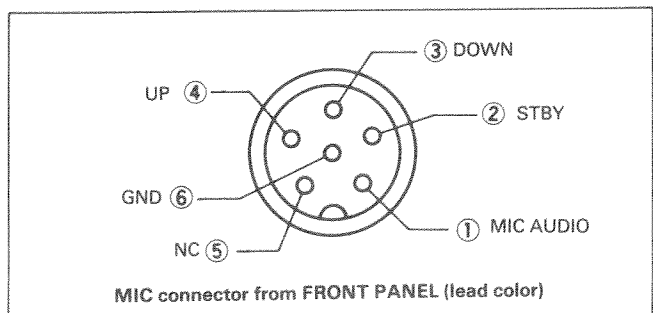 ③ DOWN
UP ④
② STBY
GND ⑥
① MIC AUDIO
NC ⑤
MIC connector from FRONT PANEL (lead color)